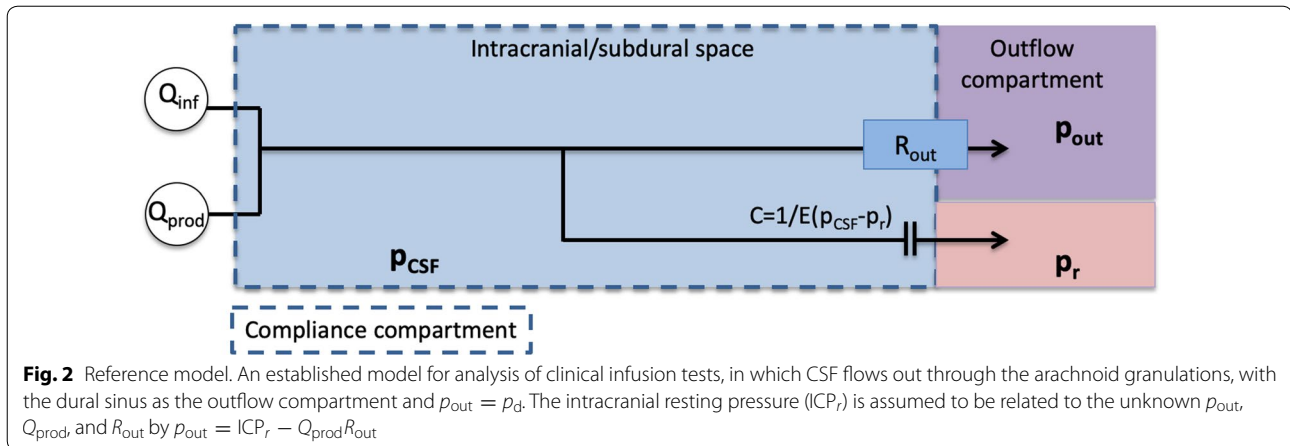 Intracranial/subdural space
Outflow
compartment
Q_inf
p_out
R_out
Q_prod
C=1/E(p_CSF-p_r)
p_CSF
p_r
Compliance compartment
Fig. 2 Reference model. An established model for analysis of clinical infusion tests, in which CSF flows out through the arachnoid granulations, with
the dural sinus as the outflow compartment and p_out = p_d. The intracranial resting pressure (ICP_r) is assumed to be related to the unknown p_out,
Q_prod, and R_out by p_out = ICP_r − Q_prodR_out